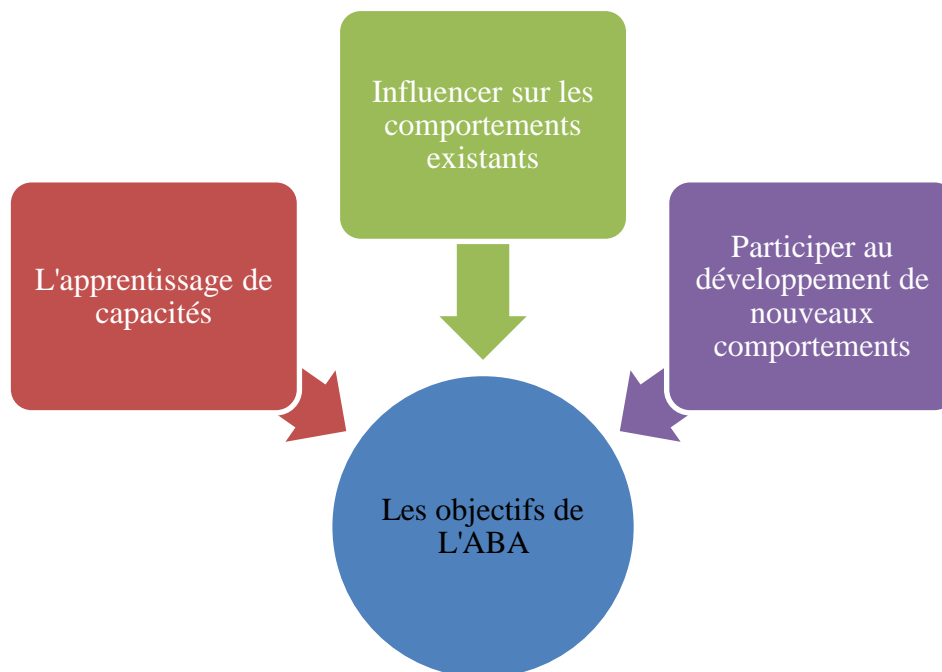 Influencer sur les
comportements
existants
L'apprentissage de
capacités
Participer au
développement de
nouveaux
comportements
Les objectifs de
L'ABA